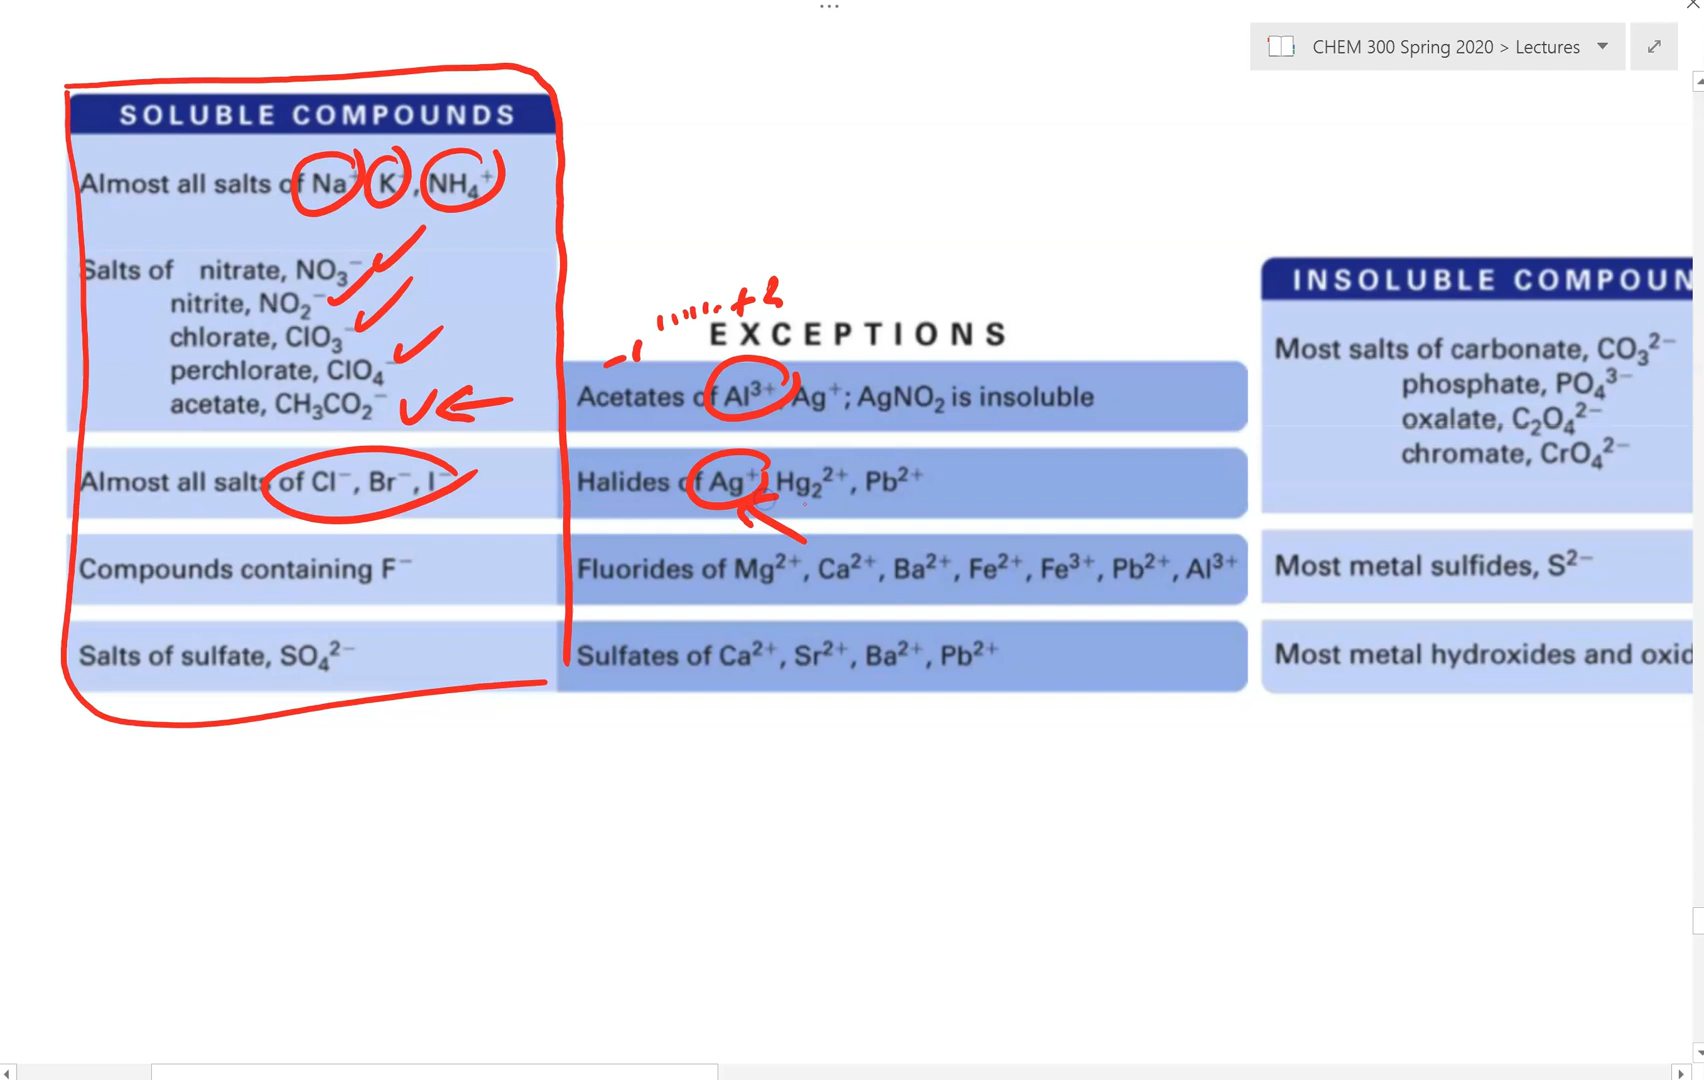 CHEM 300 Spring 2020 > Lectures
SOLUBLE COMPOUNDS
Almost all salts of Na⁺, K⁺, NH₄⁺
Salts of nitrate, NO₃⁻
nitrite, NO₂⁻
chlorate, ClO₃⁻
perchlorate, ClO₄⁻
acetate, CH₃CO₂⁻
Almost all salts of Cl⁻, Br⁻, I⁻
Compounds containing F⁻
Salts of sulfate, SO₄²⁻
-1 +2
EXCEPTIONS
Acetates of Al³⁺, Ag⁺; AgNO₂ is insoluble
Halides of Ag⁺, Hg₂²⁺, Pb²⁺
Fluorides of Mg²⁺, Ca²⁺, Ba²⁺, Fe²⁺, Fe³⁺, Pb²⁺, Al³⁺
Sulfates of Ca²⁺, Sr²⁺, Ba²⁺, Pb²⁺
INSOLUBLE COMPOUN
Most salts of carbonate, CO₃²⁻
phosphate, PO₄³⁻
oxalate, C₂O₄²⁻
chromate, CrO₄²⁻
Most metal sulfides, S²⁻
Most metal hydroxides and oxid